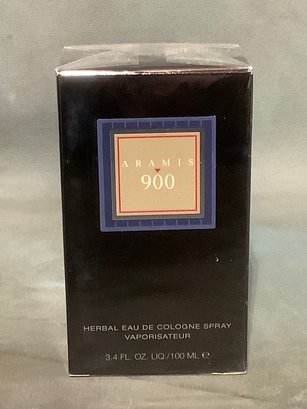 ARAMIS
900
HERBAL EAU DE COLOGNE SPRAY
VAPORISATEUR
3.4 FL. OZ. LIQ./100 ML ℮